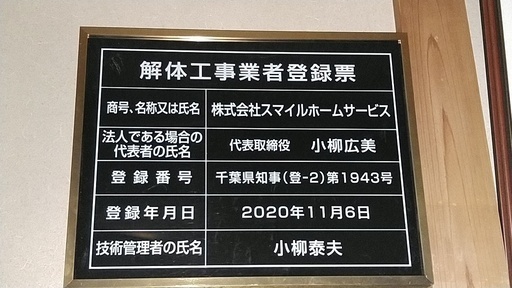 解体工事業者登録票
商号、名称又は氏名 株式会社スマイルホームサービス
法人である場合の
代表者の氏名 代表取締役 小柳広美
登録番号 千葉県知事(登-2)第1943号
登録年月日 2020年11月6日
技術管理者の氏名 小柳泰夫